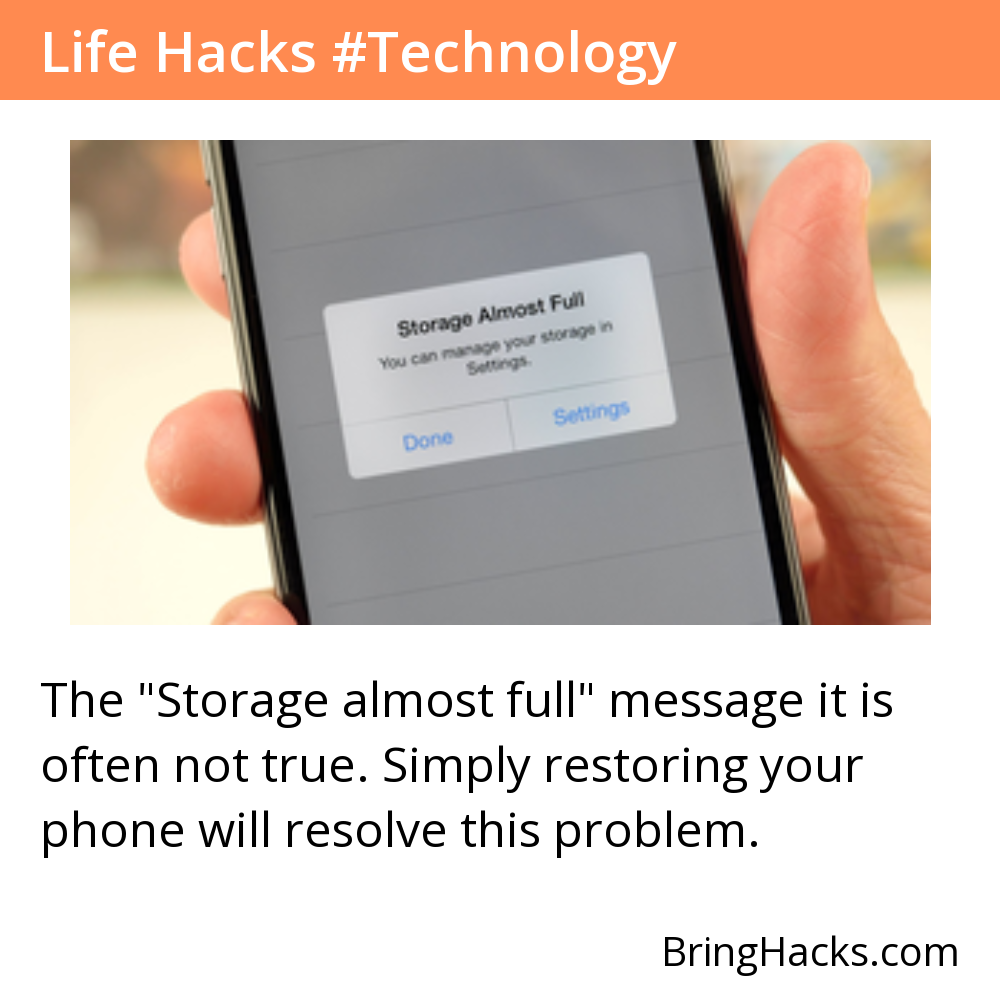 Life Hacks #Technology
Storage Almost Full
You can manage your storage in
Settings.
Done
Settings
The "Storage almost full" message it is
often not true. Simply restoring your
phone will resolve this problem.
BringHacks.com